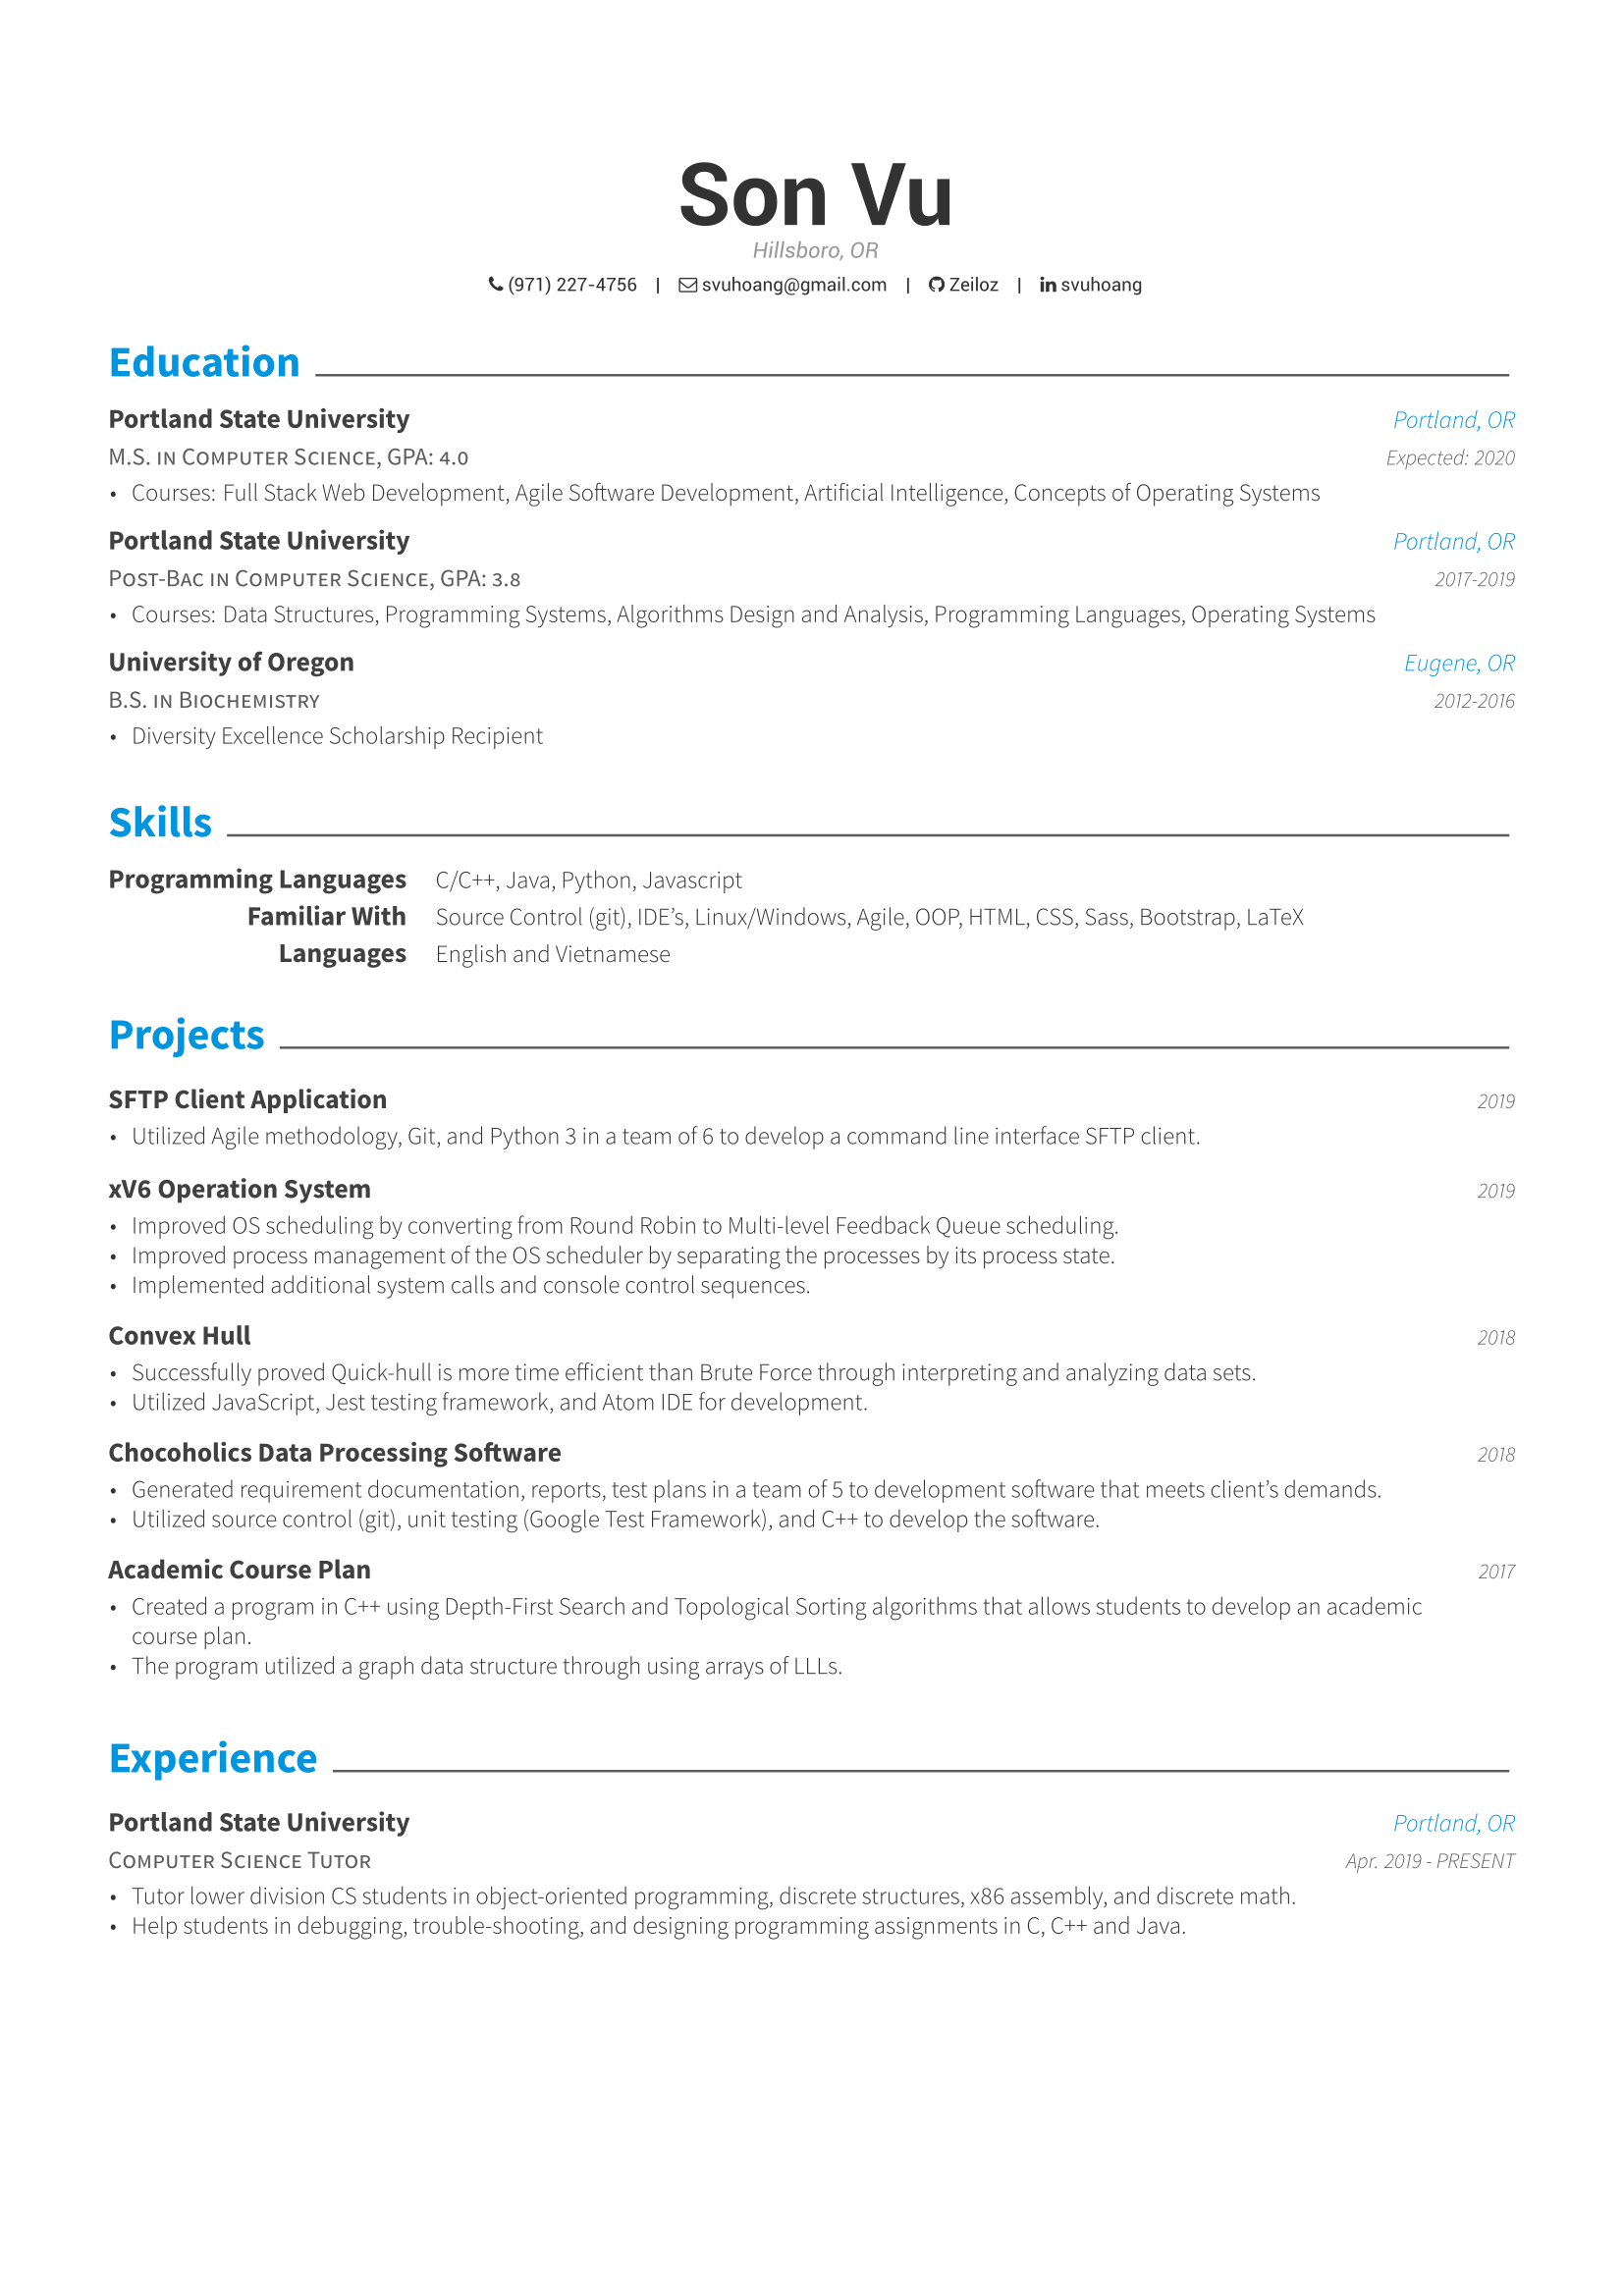 Son Vu
Hillsboro, OR
(971) 227-4756 | svuhoang@gmail.com | Zeiloz | svuhoang
Education
Portland State University Portland, OR
M.S. in Computer Science, GPA: 4.0 Expected: 2020
• Courses: Full Stack Web Development, Agile Software Development, Artificial Intelligence, Concepts of Operating Systems
Portland State University Portland, OR
Post-Bac in Computer Science, GPA: 3.8 2017-2019
• Courses: Data Structures, Programming Systems, Algorithms Design and Analysis, Programming Languages, Operating Systems
University of Oregon Eugene, OR
B.S. in Biochemistry 2012-2016
• Diversity Excellence Scholarship Recipient
Skills
Programming Languages C/C++, Java, Python, Javascript
Familiar With Source Control (git), IDE’s, Linux/Windows, Agile, OOP, HTML, CSS, Sass, Bootstrap, LaTeX
Languages English and Vietnamese
Projects
SFTP Client Application 2019
• Utilized Agile methodology, Git, and Python 3 in a team of 6 to develop a command line interface SFTP client.
xV6 Operation System 2019
• Improved OS scheduling by converting from Round Robin to Multi-level Feedback Queue scheduling.
• Improved process management of the OS scheduler by separating the processes by its process state.
• Implemented additional system calls and console control sequences.
Convex Hull 2018
• Successfully proved Quick-hull is more time efficient than Brute Force through interpreting and analyzing data sets.
• Utilized JavaScript, Jest testing framework, and Atom IDE for development.
Chocoholics Data Processing Software 2018
• Generated requirement documentation, reports, test plans in a team of 5 to development software that meets client’s demands.
• Utilized source control (git), unit testing (Google Test Framework), and C++ to develop the software.
Academic Course Plan 2017
• Created a program in C++ using Depth-First Search and Topological Sorting algorithms that allows students to develop an academic
course plan.
• The program utilized a graph data structure through using arrays of LLLs.
Experience
Portland State University Portland, OR
Computer Science Tutor Apr. 2019 - PRESENT
• Tutor lower division CS students in object-oriented programming, discrete structures, x86 assembly, and discrete math.
• Help students in debugging, trouble-shooting, and designing programming assignments in C, C++ and Java.